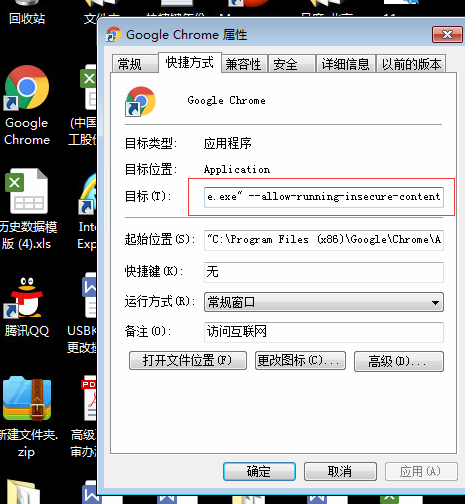 回收站
Google Chrome 属性
常规
快捷方式
兼容性
安全
详细信息
以前的版本
Google Chrome
目标类型:
应用程序
目标位置:
Application
目标(T):
e.exe" --allow-running-insecure-content
起始位置(S):
"C:\Program Files (x86)\Google\Chrome\A
快捷键(K):
无
运行方式(R):
常规窗口
备注(O):
访问互联网
打开文件位置(F)
更改图标(C)...
高级(D)...
确定
取消
应用(A)
Google
Chrome
(中国
工股份
历史数据模
版 (4).xls
Inte
Exp
腾讯QQ
USBK
更改携
新建文件夹.
zip
高级
审办